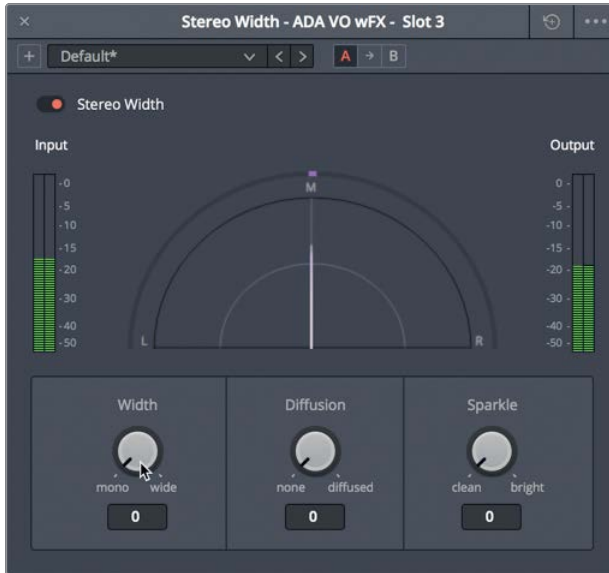 Stereo Width - ADA VO wFX - Slot 3
Default*
A
B
Stereo Width
Input
Output
-0
-5
-10
-15
-20
-30
-40
-50
M
L
R
0 -
-5 -
-10 -
-15 -
-20 -
-30 -
-40 -
-50 -
Width
mono wide
0
Diffusion
none diffused
0
Sparkle
clean bright
0